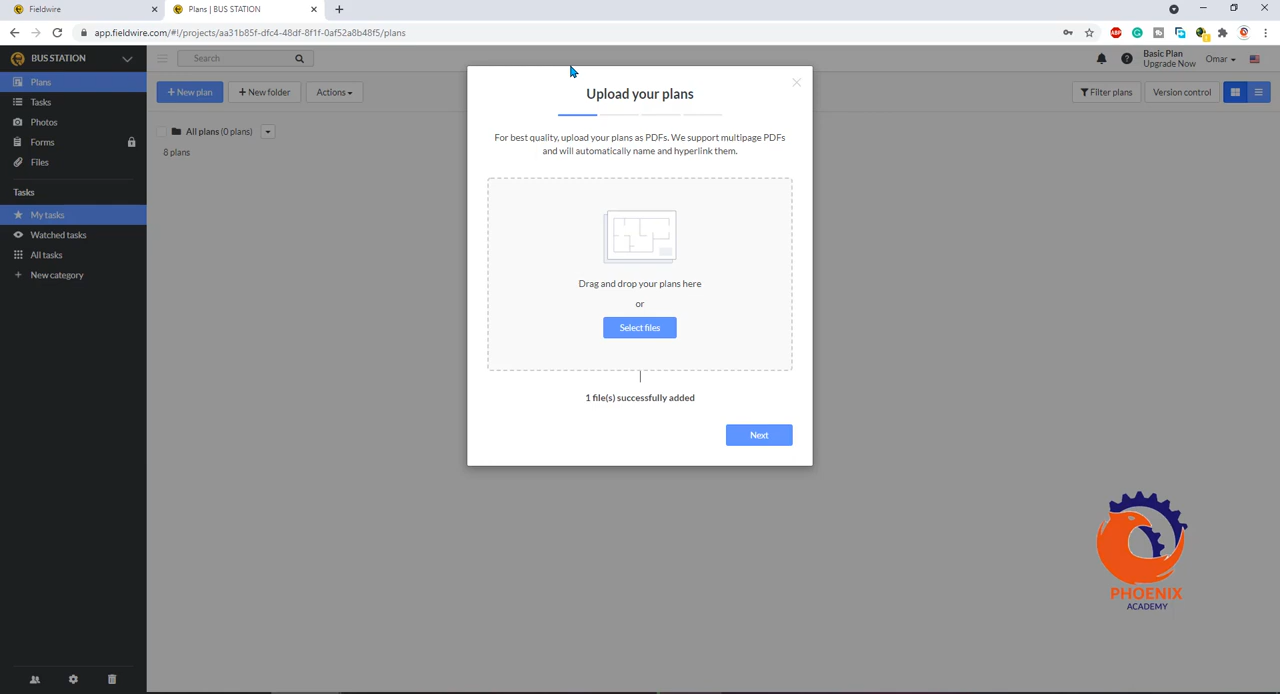 Fieldwire
Plans | BUS STATION
app.fieldwire.com/#!/projects/aa31b85f-dfc4-48df-8f1f-0af52a8b48f5/plans
ABP
BUS STATION
Search
Basic Plan
Upgrade Now
Omar
Plans
Tasks
Photos
Forms
Files
Tasks
My tasks
Watched tasks
All tasks
New category
+ New plan
+ New folder
Actions
Filter plans
Version control
All plans (0 plans)
8 plans
Upload your plans
For best quality, upload your plans as PDFs. We support multipage PDFs
and will automatically name and hyperlink them.
Drag and drop your plans here
or
Select files
1 file(s) successfully added
Next
PHOENIX
ACADEMY